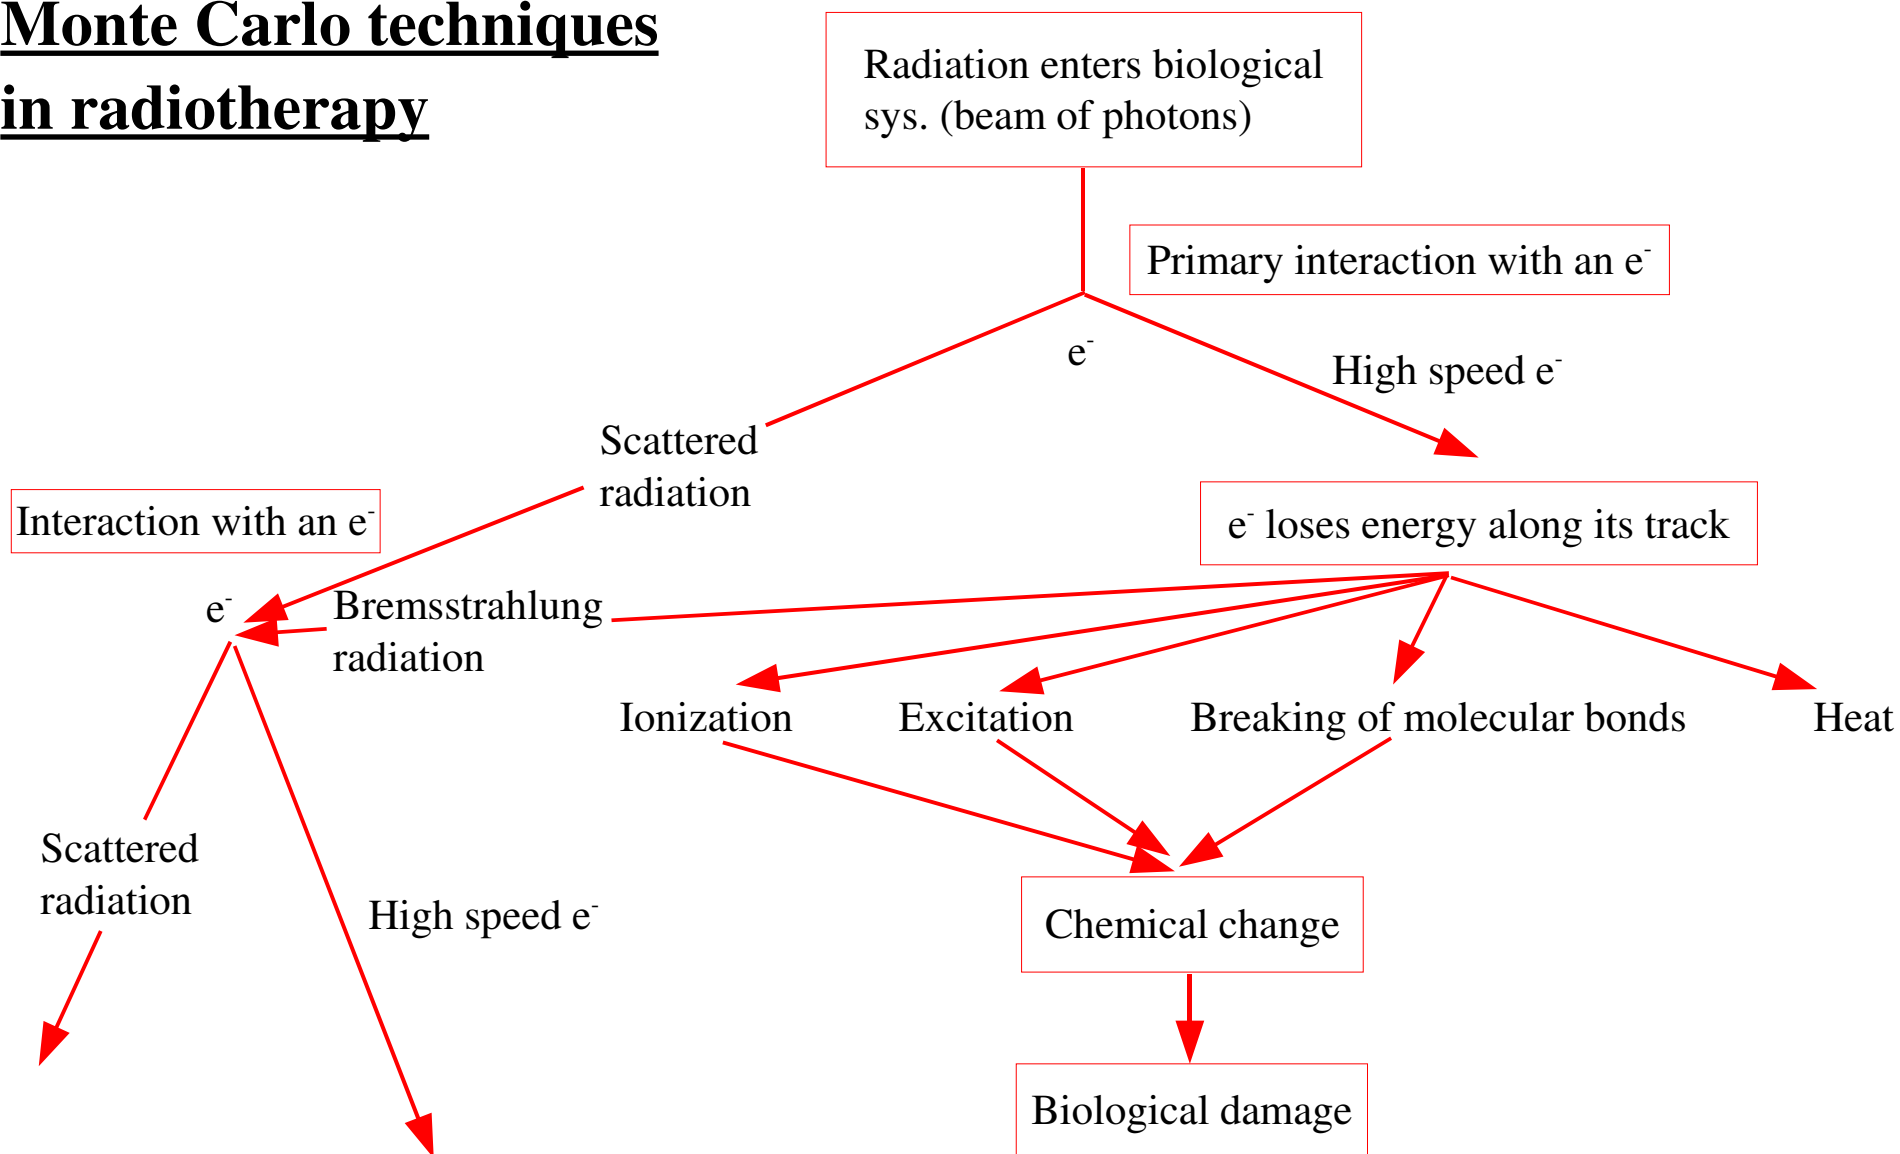 Monte Carlo techniques
in radiotherapy
Radiation enters biological
sys. (beam of photons)
Primary interaction with an e⁻
e⁻
High speed e⁻
Scattered
radiation
Interaction with an e⁻
e⁻ loses energy along its track
e⁻
Bremsstrahlung
radiation
Ionization
Excitation
Breaking of molecular bonds
Heat
Scattered
radiation
High speed e⁻
Chemical change
Biological damage